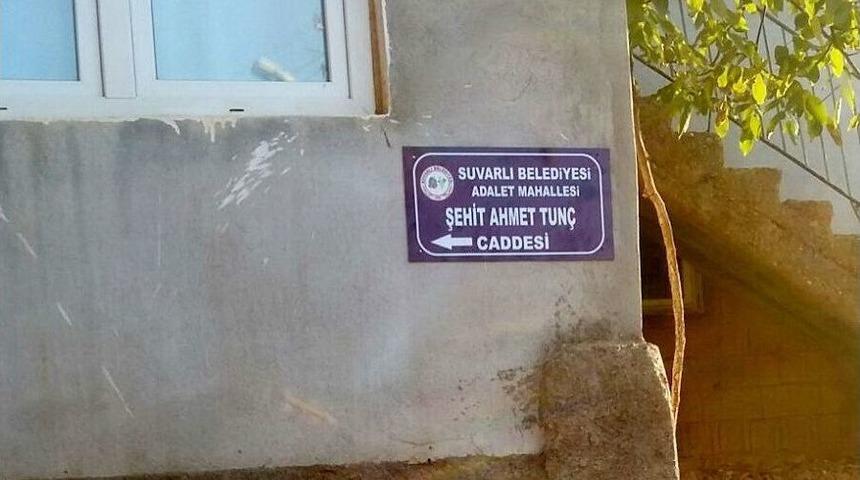 SUVARLI BELEDİYESİ
ADALET MAHALLESİ
ŞEHİT AHMET TUNÇ
CADDESİ